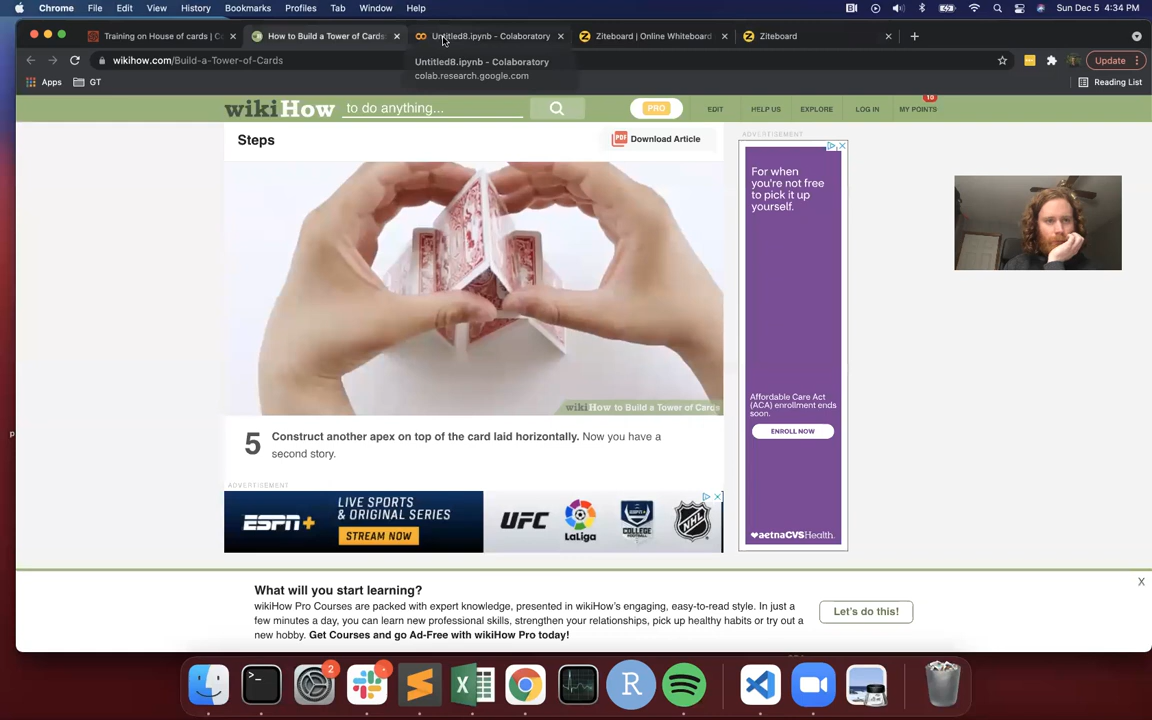 Chrome File Edit View History Bookmarks Profiles Tab Window Help
Sun Dec 5 4:34 PM
Training on House of cards | C
How to Build a Tower of Cards
Untitled8.ipynb - Colaboratory
Ziteboard | Online Whiteboard
Ziteboard
wikihow.com/Build-a-Tower-of-Cards
Update
Untitled8.ipynb - Colaboratory
colab.research.google.com
Apps
GT
Reading List
wikiHow
to do anything...
PRO
EDIT
HELP US
EXPLORE
LOG IN
MY POINTS
10
Steps
PDF
Download Article
ADVERTISEMENT
For when
you're not free
to pick it up
yourself.
Affordable Care Act
(ACA) enrollment ends
soon.
ENROLL NOW
aetna CVSHealth.
wikiHow to Build a Tower of Cards
5
Construct another apex on top of the card laid horizontally. Now you have a
second story.
ADVERTISEMENT
ESPN+
LIVE SPORTS
& ORIGINAL SERIES
STREAM NOW
UFC
LaLiga
ESPN
COLLEGE
FOOTBALL
NHL
What will you start learning?
wikiHow Pro Courses are packed with expert knowledge, presented in wikiHow's engaging, easy-to-read style. In just a
few minutes a day, you can learn new professional skills, strengthen your relationships, pick up healthy habits or try out a
new hobby. Get Courses and go Ad-Free with wikiHow Pro today!
Let's do this!
X
2
R